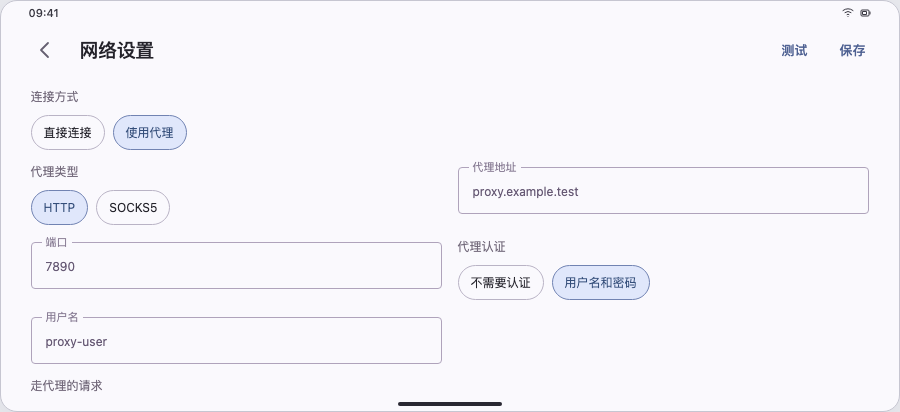 09:41
网络设置
测试
保存
连接方式
直接连接
使用代理
代理类型
HTTP
SOCKS5
代理地址
proxy.example.test
端口
7890
代理认证
不需要认证
用户名和密码
用户名
proxy-user
走代理的请求